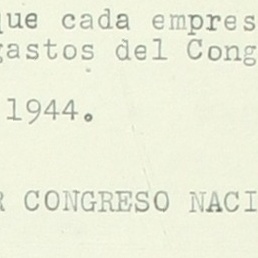 que cada empres
gastos del Cong
1944.
R CONGRESO NACI